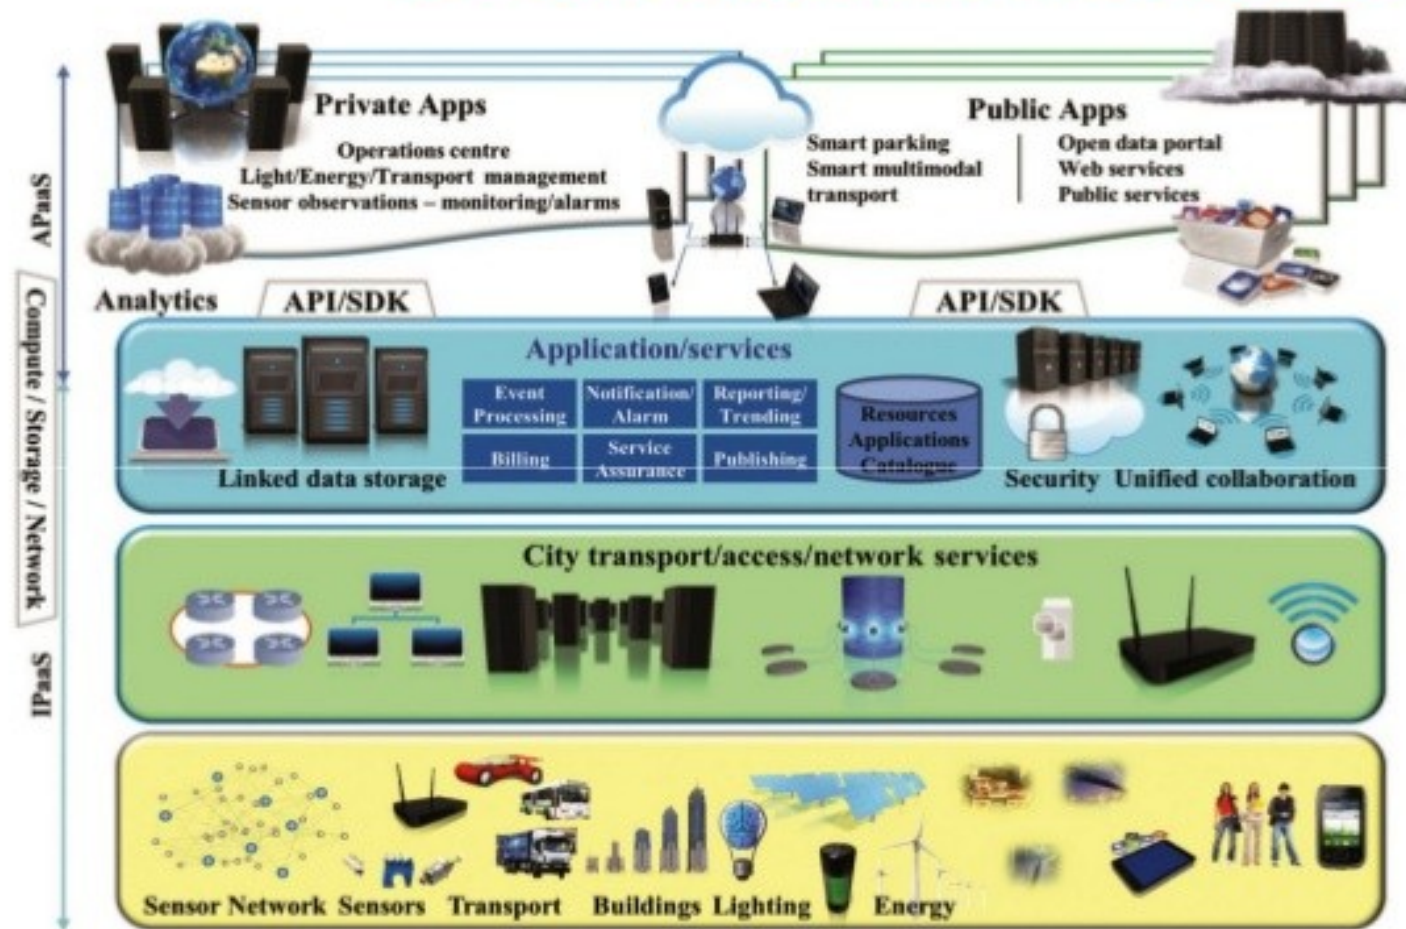 Private Apps
Operations centre
Light/Energy/Transport management
Sensor observations – monitoring/alarms
Public Apps
Smart parking
Smart multimodal
transport
Open data portal
Web services
Public services
APaaS
Compute / Storage / Network
IPaaS
Analytics
API/SDK
API/SDK
Application/services
Event
Processing
Notification/
Alarm
Reporting/
Trending
Billing
Service
Assurance
Publishing
Resources
Applications
Catalogue
Linked data storage
Security
Unified collaboration
City transport/access/network services
Sensor Network
Sensors
Transport
Buildings
Lighting
Energy